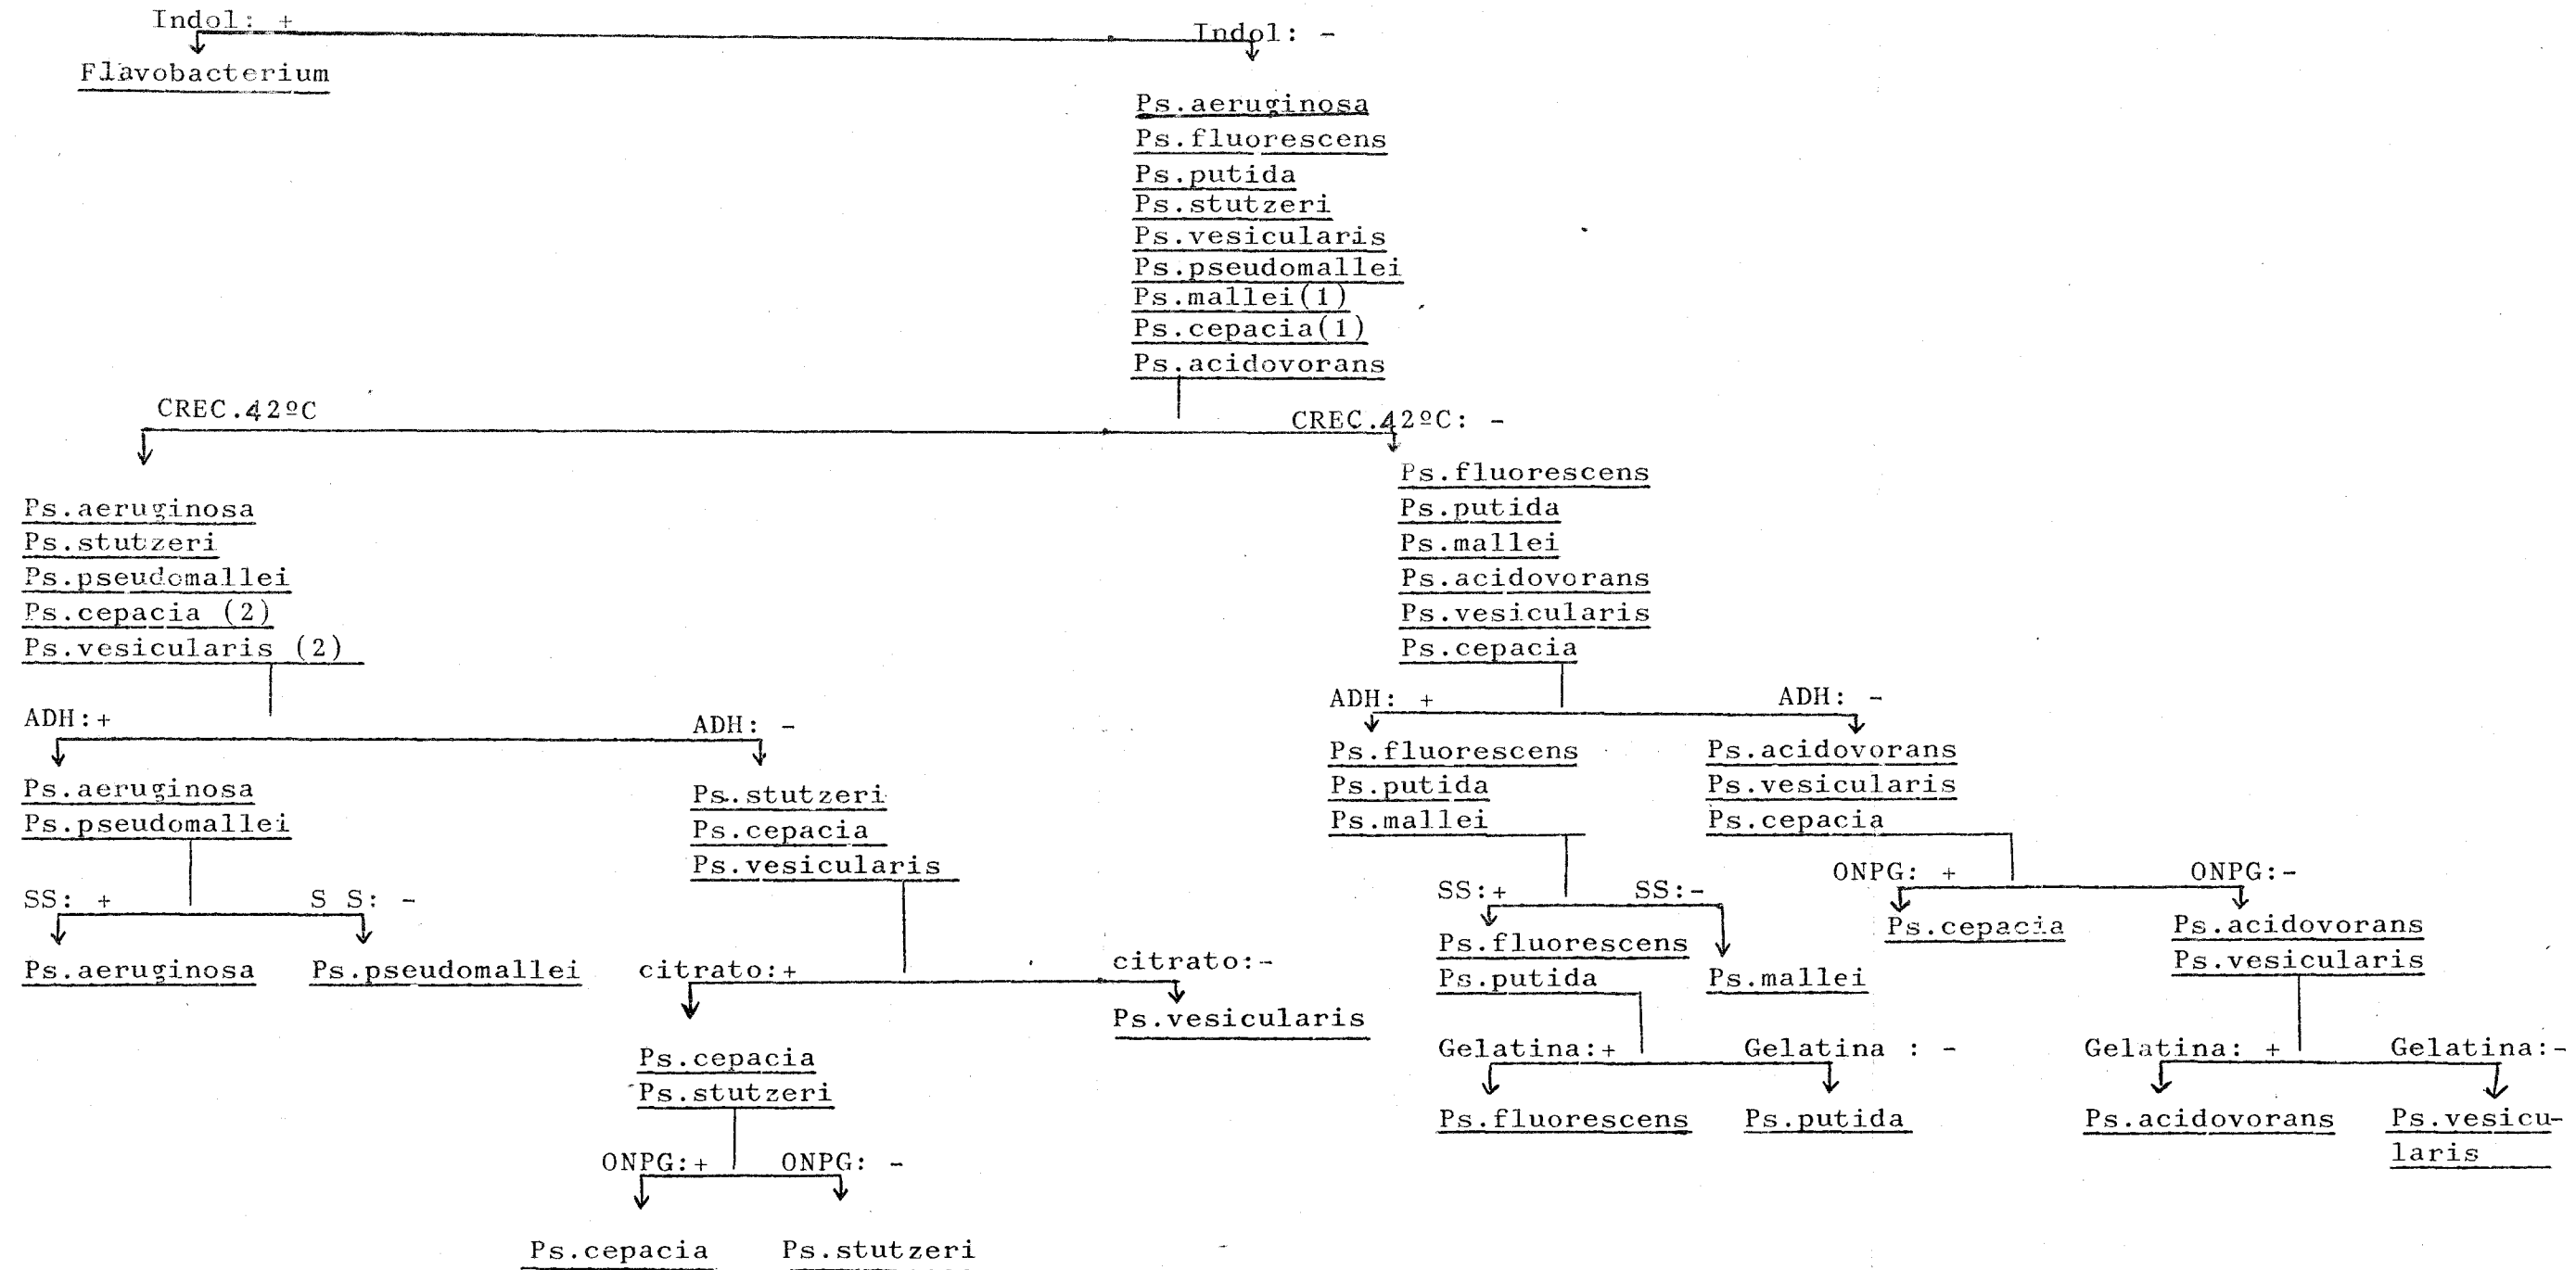 Indol: +
Indol: -
Flavobacterium
Ps.aeruginosa
Ps.fluorescens
Ps.putida
Ps.stutzeri
Ps.vesicularis
Ps.pseudomallei
Ps.mallei(1)
Ps.cepacia(1)
Ps.acidovorans
CREC.42ºC
CREC.42ºC: -
Ps.aeruginosa
Ps.stutzeri
Ps.pseudomallei
Ps.cepacia (2)
Ps.vesicularis (2)
Ps.fluorescens
Ps.putida
Ps.mallei
Ps.acidovorans
Ps.vesicularis
Ps.cepacia
ADH:+
ADH: -
ADH: +
ADH: -
Ps.aeruginosa
Ps.pseudomallei
Ps.stutzeri
Ps.cepacia
Ps.vesicularis
Ps.fluorescens
Ps.putida
Ps.mallei
Ps.acidovorans
Ps.vesicularis
Ps.cepacia
SS: +
S S: -
Ps.aeruginosa
Ps.pseudomallei
citrato:+
citrato:-
Ps.vesicularis
Ps.cepacia
Ps.stutzeri
ONPG:+
ONPG: -
Ps.cepacia
Ps.stutzeri
SS:+
SS:-
Ps.fluorescens
Ps.putida
Ps.mallei
Gelatina:+
Gelatina : -
Ps.fluorescens
Ps.putida
ONPG: +
ONPG:-
Ps.cepacia
Ps.acidovorans
Ps.vesicularis
Gelatina: +
Gelatina:-
Ps.acidovorans
Ps.vesicu-
laris